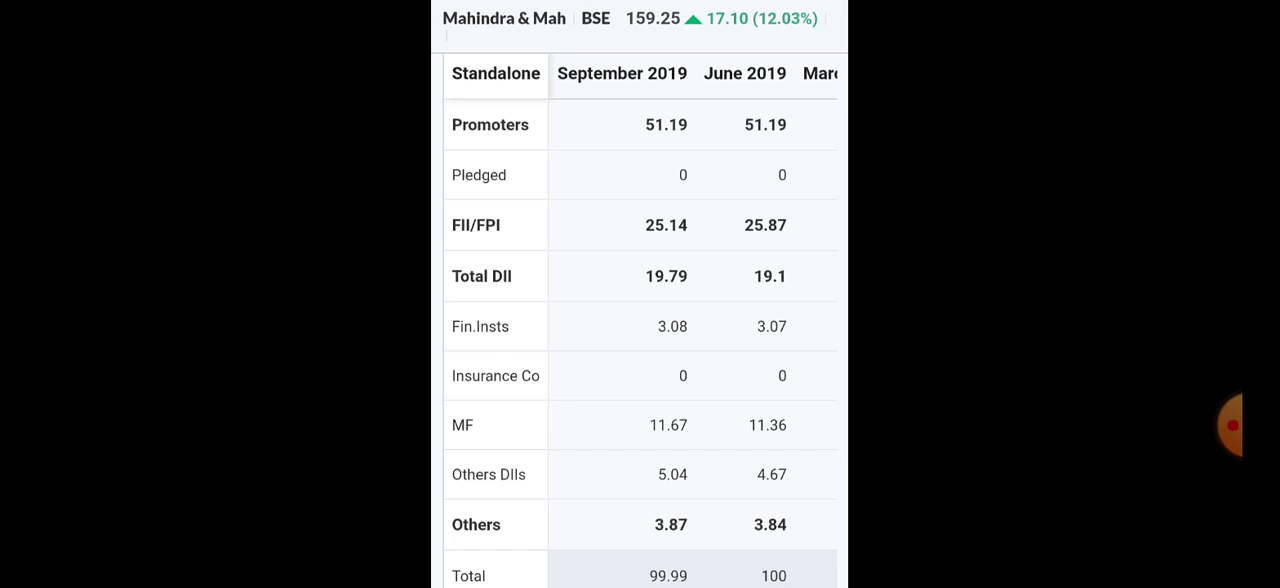 Mahindra & Mah BSE 159.25 17.10 (12.03%)
Standalone September 2019 June 2019 Marc
Promoters 51.19 51.19
Pledged 0 0
FII/FPI 25.14 25.87
Total DII 19.79 19.1
Fin.Insts 3.08 3.07
Insurance Co 0 0
MF 11.67 11.36
Others DIIs 5.04 4.67
Others 3.87 3.84
Total 99.99 100